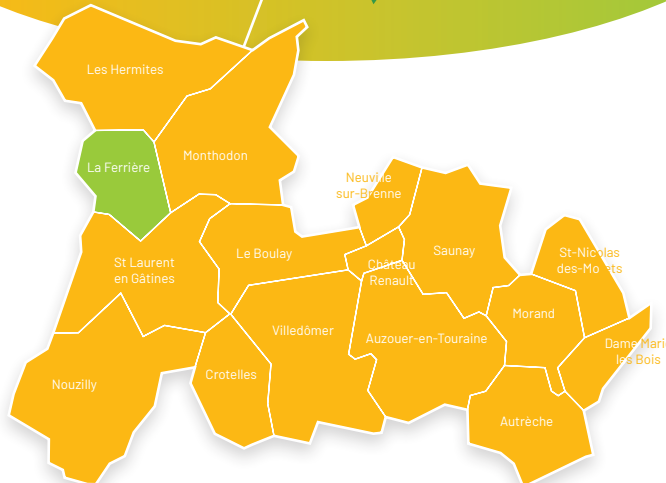 Les Hermites
La Ferrière
Monthodon
Neuville
sur-Brenne
St Laurent
en Gâtines
Le Boulay
Château
Renault
Saunay
St-Nicolas
des-Motets
Morand
Villedômer
Auzouer-en-Touraine
Dame Mari
les Bois
Crotelles
Nouzilly
Autrèche